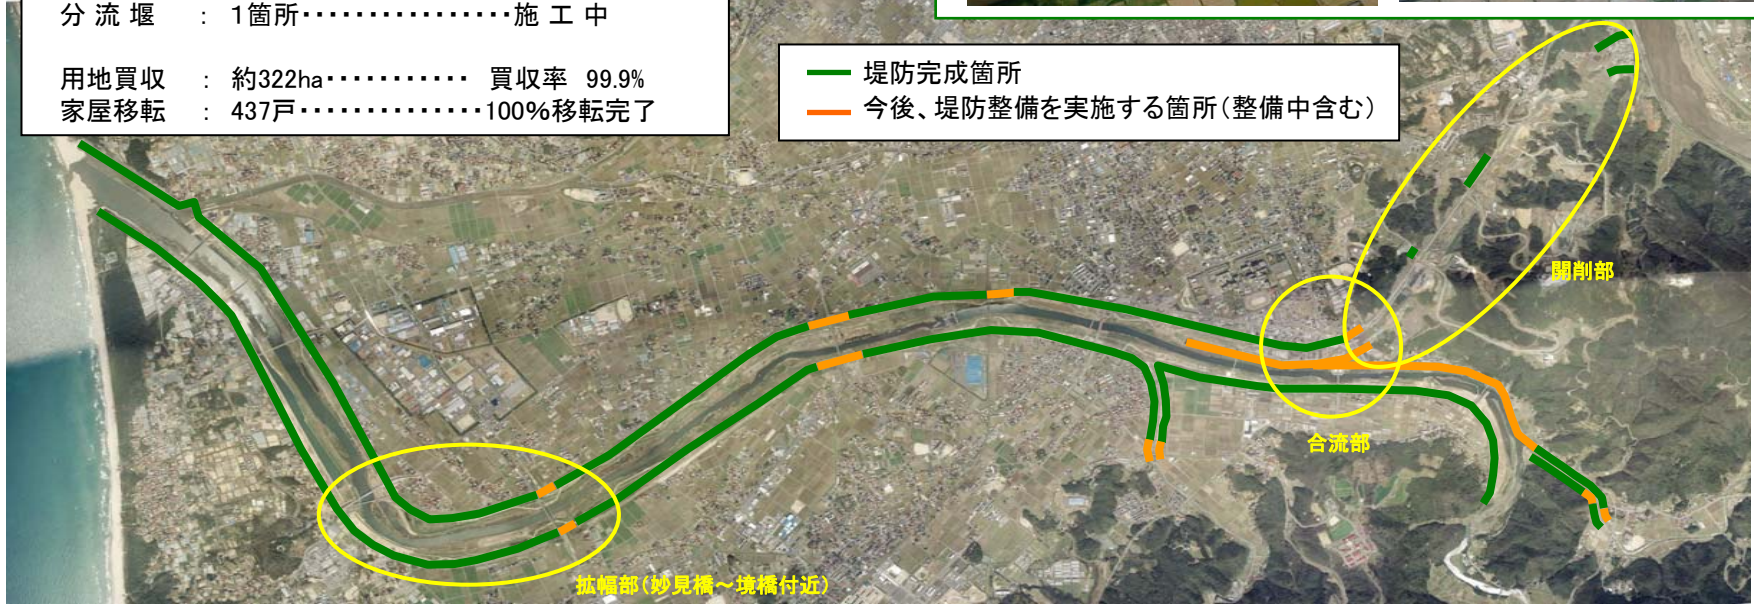 分流堰 : 1箇所・・・・・・・・・・・・・・・・施工中
用地買収 : 約322ha・・・・・・・・・・・ 買収率 99.9%
家屋移転 : 437戸・・・・・・・・・・・・・・100%移転完了
堤防完成箇所
今後、堤防整備を実施する箇所(整備中含む)
開削部
合流部
拡幅部(妙見橋~境橋付近)